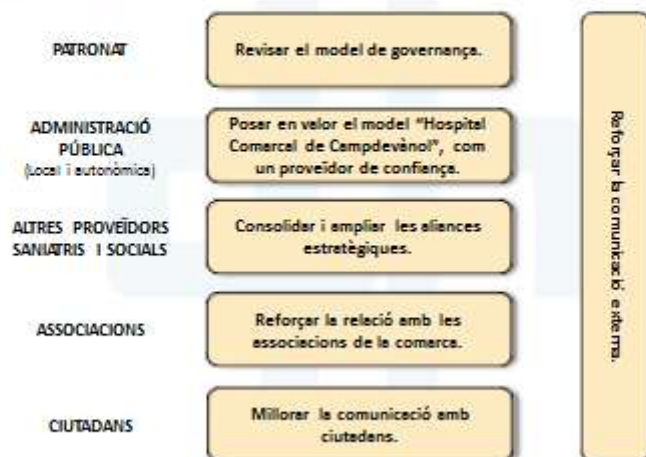 PATRONAT
Revisar el model de governança.
ADMINISTRACIÓ
PÚBLICA
(Local i autonòmica)
Posar en valor el model “Hospital
Comarcal de Campdevànol”, com
un proveïdor de confiança.
ALTRES PROVEÏDORS
SANIATRIS I SOCIALS
Consolidar i ampliar les aliances
estratègiques.
ASSOCIACIONS
Reforçar la relació amb les
associacions de la comarca.
CIUTADANS
Millorar la comunicació amb
ciutadans.
Reforçar la comunicació externa.